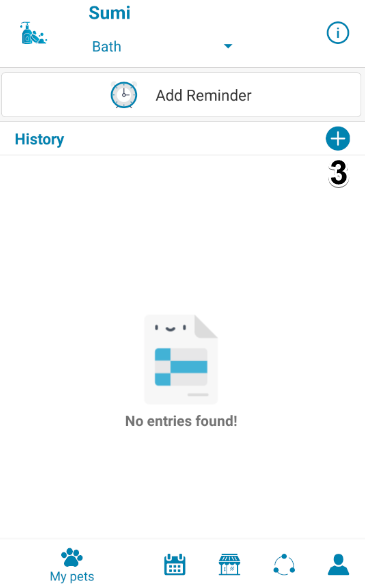 Sumi
Bath
Add Reminder
History
3
No entries found!
My pets